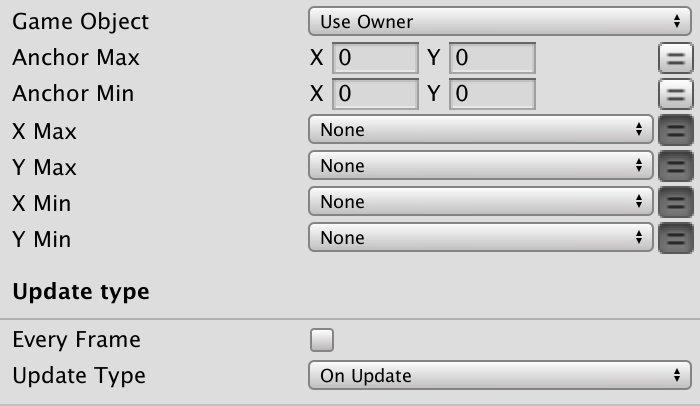 Game Object Use Owner
Anchor Max X 0 Y 0
Anchor Min X 0 Y 0
X Max None
Y Max None
X Min None
Y Min None
Update type
Every Frame
Update Type On Update